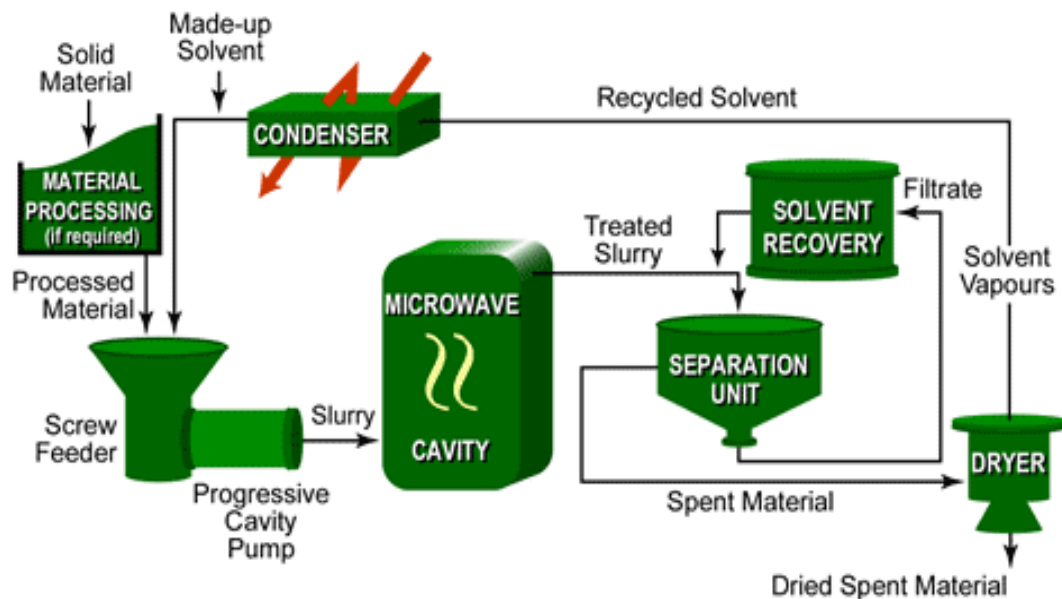 Made-up
Solvent
Solid
Material
CONDENSER
Recycled Solvent
MATERIAL
PROCESSING
(if required)
SOLVENT
RECOVERY
Filtrate
Treated
Slurry
Solvent
Vapours
Processed
Material
MICROWAVE
CAVITY
SEPARATION
UNIT
Slurry
Screw
Feeder
DRYER
Progressive
Cavity
Pump
Spent Material
Dried Spent Material